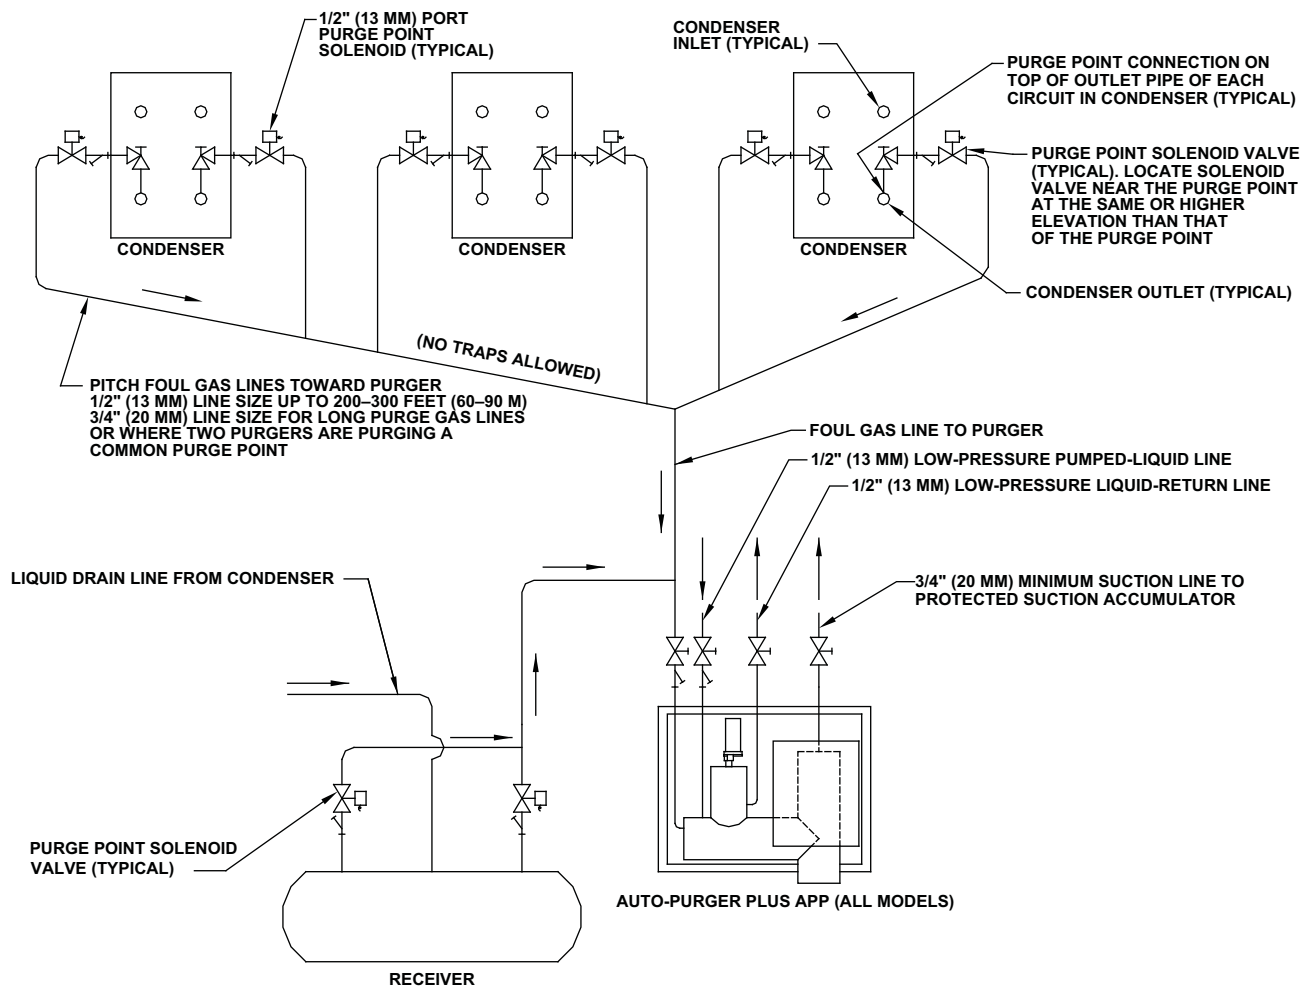 1/2" (13 MM) PORT
PURGE POINT
SOLENOID (TYPICAL)
CONDENSER
INLET (TYPICAL)
PURGE POINT CONNECTION ON
TOP OF OUTLET PIPE OF EACH
CIRCUIT IN CONDENSER (TYPICAL)
PURGE POINT SOLENOID VALVE
(TYPICAL). LOCATE SOLENOID
VALVE NEAR THE PURGE POINT
AT THE SAME OR HIGHER
ELEVATION THAN THAT
OF THE PURGE POINT
CONDENSER
CONDENSER
CONDENSER
CONDENSER OUTLET (TYPICAL)
(NO TRAPS ALLOWED)
PITCH FOUL GAS LINES TOWARD PURGER
1/2" (13 MM) LINE SIZE UP TO 200–300 FEET (60–90 M)
3/4" (20 MM) LINE SIZE FOR LONG PURGE GAS LINES
OR WHERE TWO PURGERS ARE PURGING A
COMMON PURGE POINT
FOUL GAS LINE TO PURGER
1/2" (13 MM) LOW-PRESSURE PUMPED-LIQUID LINE
1/2" (13 MM) LOW-PRESSURE LIQUID-RETURN LINE
LIQUID DRAIN LINE FROM CONDENSER
3/4" (20 MM) MINIMUM SUCTION LINE TO
PROTECTED SUCTION ACCUMULATOR
PURGE POINT SOLENOID
VALVE (TYPICAL)
AUTO-PURGER PLUS APP (ALL MODELS)
RECEIVER